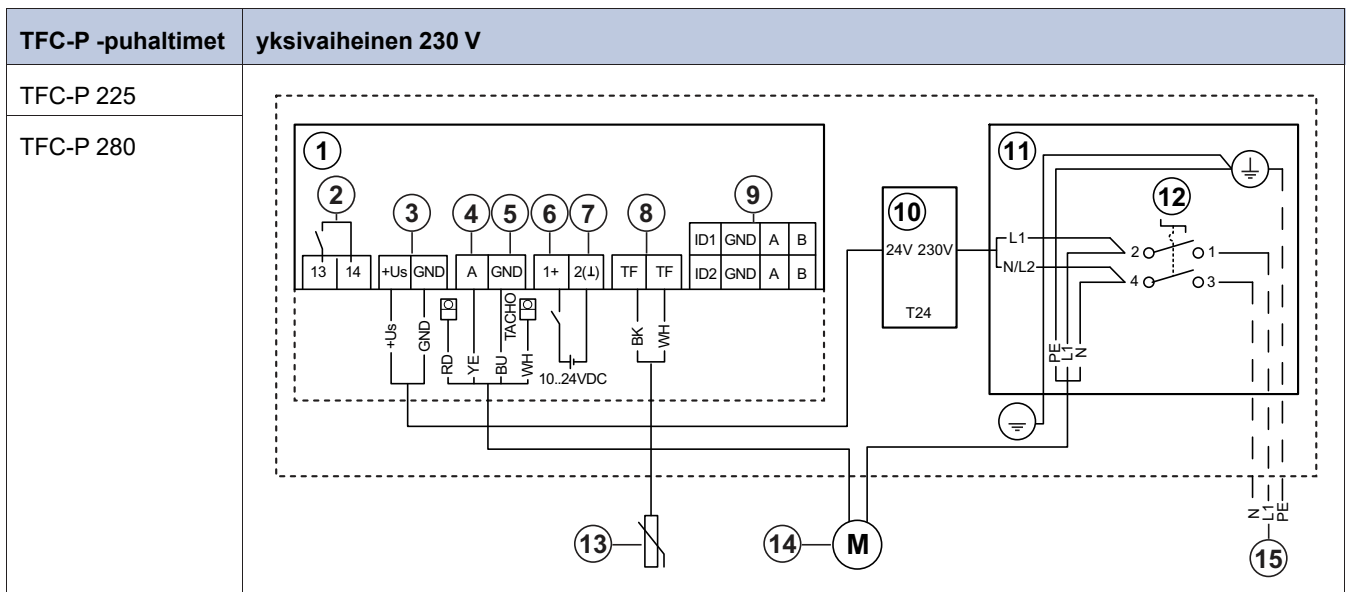 TFC-P -puhaltimet
yksivaiheinen 230 V
TFC-P 225
TFC-P 280
1
11
2
3
4
5
6
7
8
9
10
12
13 14 +Us GND A GND 1+ 2(⊥) TF TF
ID1 GND A B
ID2 GND A B
24V 230V
T24
L1
N/L2
2 1
4 3
+Us
GND
RD
YE
BU
TACHO
WH
10..24VDC
BK
WH
PE
L1
N
N
L1
PE
13
14
M
15